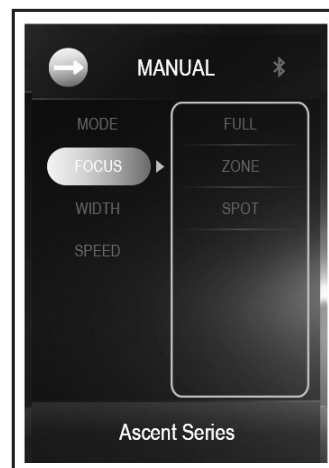 MANUAL
MODE
FULL
FOCUS
ZONE
WIDTH
SPOT
SPEED
Ascent Series